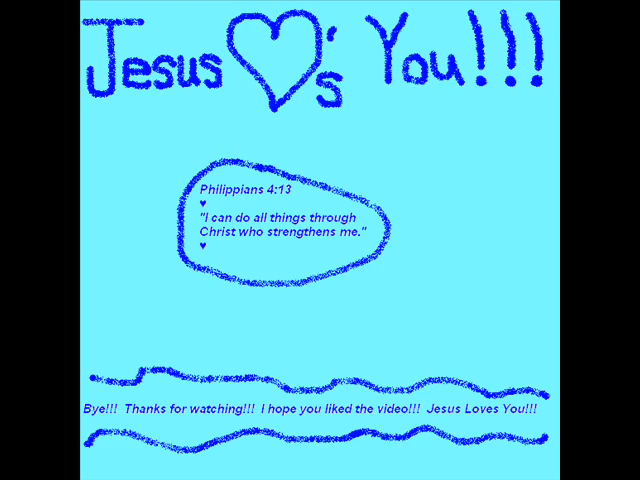 Jesus ♥'s You!!!
Philippians 4:13
♥
"I can do all things through
Christ who strengthens me."
♥
Bye!!! Thanks for watching!!! I hope you liked the video!!! Jesus Loves You!!!